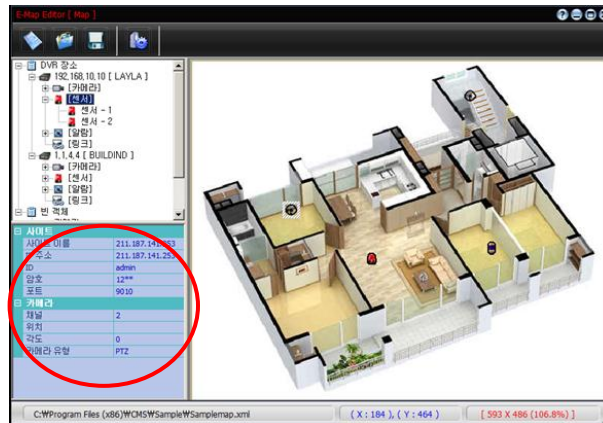 E-Map Editor [ Map ]
DVR 장소
192,168,10,10 [ LAYLA ]
[카메라]
[센서]
센서 - 1
센서 - 2
[알람]
[링크]
1,1,4,4 [ BUILDIND ]
[카메라]
[센서]
[알람]
[링크]
빈 객체
사이트
사이트 이름 211.187.141.253
주소 211.187.141.253
ID admin
암호 12**
포트 9010
카메라
채널 2
위치
각도 0
카메라 유형 PTZ
C:₩Program Files (x86)₩CMS₩Sample₩Samplemap.xml
( X : 184 ), ( Y : 464 )
[ 593 X 486 (106.8%) ]